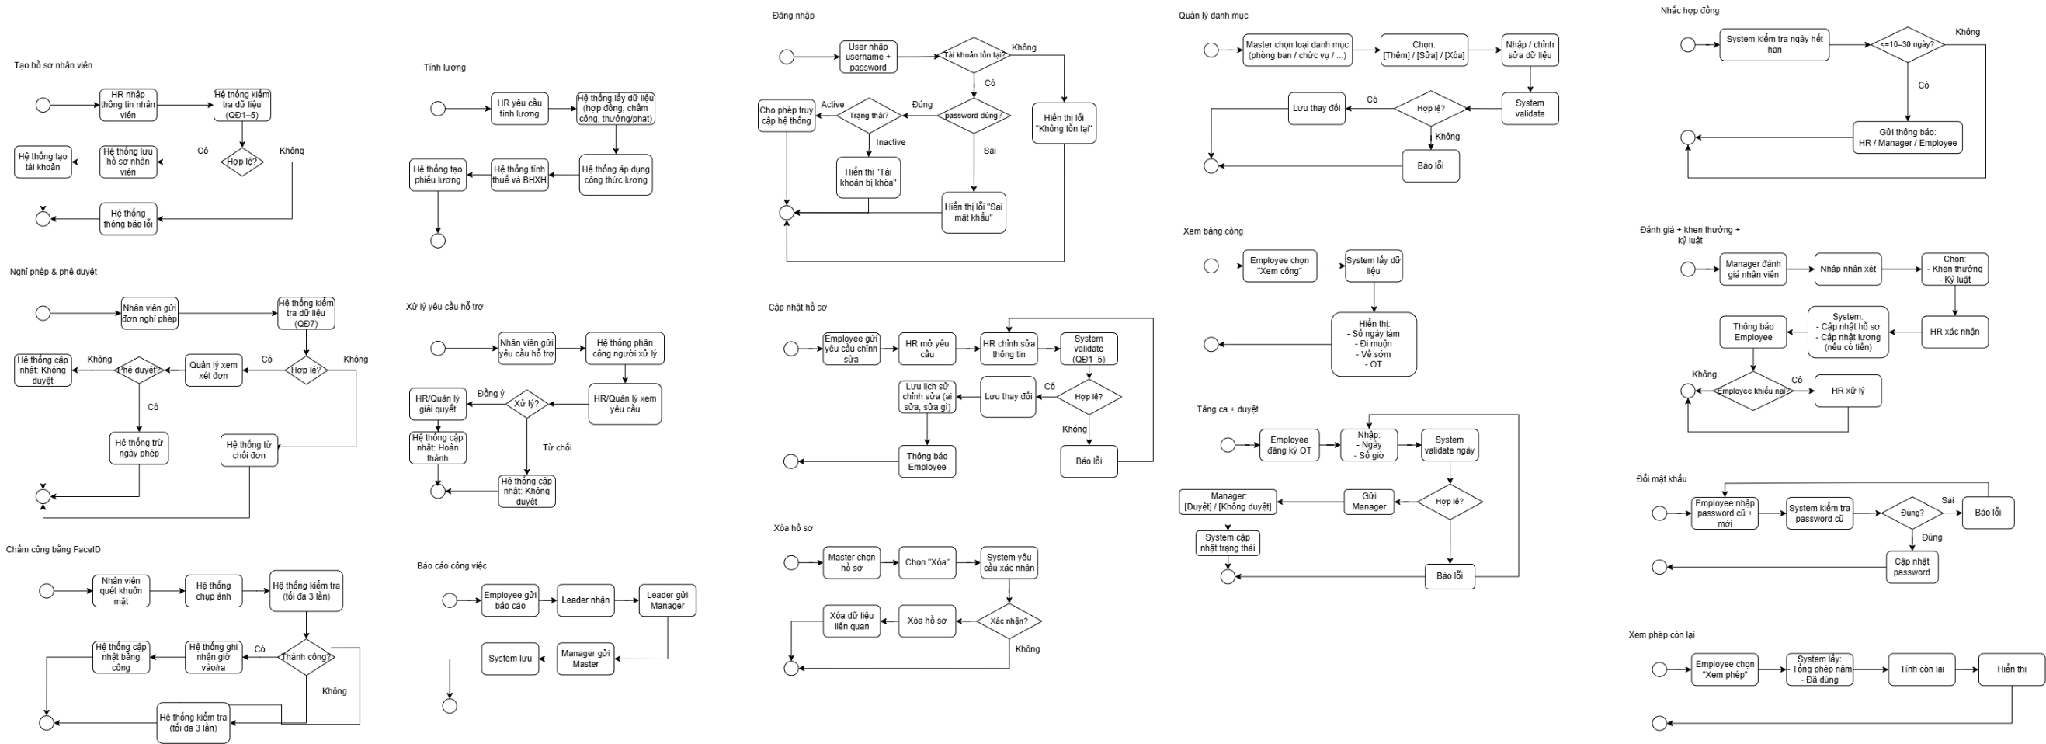 Tạo hồ sơ nhân viên
HR nhập
thông tin nhân
viên
Hệ thống kiểm
tra dữ liệu
(QĐ1–5)
Hợp lệ?
Có
Không
Hệ thống lưu
hồ sơ nhân
viên
Hệ thống tạo
tài khoản
Hệ thống
thông báo lỗi
Nghỉ phép & phê duyệt
Nhân viên gửi
đơn nghỉ phép
Hệ thống kiểm
tra dữ liệu
(QĐ7)
Hợp lệ?
Có
Không
Quản lý xem
xét đơn
Phê duyệt?
Không
Có
Hệ thống cập
nhật: Không
duyệt
Hệ thống trừ
ngày phép
Hệ thống từ
chối đơn
Chấm công bằng FaceID
Nhân viên
quét khuôn
mặt
Hệ thống
chụp ảnh
Hệ thống kiểm tra
(tối đa 3 lần)
Thành công?
Có
Không
Hệ thống ghi
nhận giờ
vào/ra
Hệ thống cập
nhật bảng
công
Hệ thống kiểm tra
(tối đa 3 lần)
Tính lương
HR yêu cầu
tính lương
Hệ thống lấy dữ liệu
(hợp đồng, chấm
công, thưởng/phạt)
Hệ thống áp dụng
công thức lương
Hệ thống tính
thuế và BHXH
Hệ thống tạo
phiếu lương
Xử lý yêu cầu hỗ trợ
Nhân viên gửi
yêu cầu hỗ trợ
Hệ thống phân
công người xử lý
HR/Quản lý xem
yêu cầu
Xử lý?
Đồng ý
Từ chối
HR/Quản lý
giải quyết
Hệ thống cập
nhật: Hoàn
thành
Hệ thống cập
nhật: Không
duyệt
Báo cáo công việc
Employee gửi
báo cáo
Leader nhận
Leader gửi
Manager
Manager gửi
Master
System lưu
Đăng nhập
User nhập
username +
password
Tài khoản tồn tại?
Không
Có
password đúng?
Đúng
Sai
Trạng thái?
Active
Inactive
Cho phép truy
cập hệ thống
Hiển thị lỗi
"Không tồn tại"
Hiển thị "Tài
khoản bị khóa"
Hiển thị lỗi "Sai
mật khẩu"
Cập nhật hồ sơ
Employee gửi
yêu cầu chỉnh
sửa
HR mở yêu
cầu
HR chỉnh sửa
thông tin
System
validate
(QĐ1–5)
Hợp lệ?
Có
Không
Lưu thay đổi
Lưu lịch sử
chỉnh sửa (ai
sửa, sửa gì)
Thông báo
Employee
Báo lỗi
Xóa hồ sơ
Master chọn
hồ sơ
Chọn "Xóa"
System yêu
cầu xác nhận
Xác nhận?
Có
Không
Xóa hồ sơ
Xóa dữ liệu
liên quan
Quản lý danh mục
Master chọn loại danh mục
(phòng ban / chức vụ / ...)
Chọn:
[Thêm] / [Sửa] / [Xóa]
Nhập / chỉnh
sửa dữ liệu
System
validate
Hợp lệ?
Có
Không
Lưu thay đổi
Báo lỗi
Xem bảng công
Employee chọn
"Xem công"
System lấy dữ
liệu
Hiển thị:
- Số ngày làm
- Đi muộn
- Về sớm
- OT
Tăng ca + duyệt
Employee
đăng ký OT
Nhập:
- Ngày
- Số giờ
System
validate ngày
Hợp lệ?
Gửi
Manager
Manager:
[Duyệt] / [Không duyệt]
System cập
nhật trạng thái
Báo lỗi
Nhắc hợp đồng
System kiểm tra ngày hết
hạn
<=10–30 ngày?
Không
Có
Gửi thông báo:
HR / Manager / Employee
Đánh giá + khen thưởng +
kỷ luật
Manager đánh
giá nhân viên
Nhập nhận xét
Chọn:
- Khen thưởng
- Kỷ luật
HR xác nhận
System:
- Cập nhật hồ sơ
- Cập nhật lương
(nếu có tiền)
Thông báo
Employee
Employee khiếu nại?
Không
Có
HR xử lý
Đổi mật khẩu
Employee nhập
password cũ +
mới
System kiểm tra
password cũ
Đúng?
Sai
Đúng
Báo lỗi
Cập nhật
password
Xem phép còn lại
Employee chọn
"Xem phép"
System lấy:
- Tổng phép năm
- Đã dùng
Tính còn lại
Hiển thị